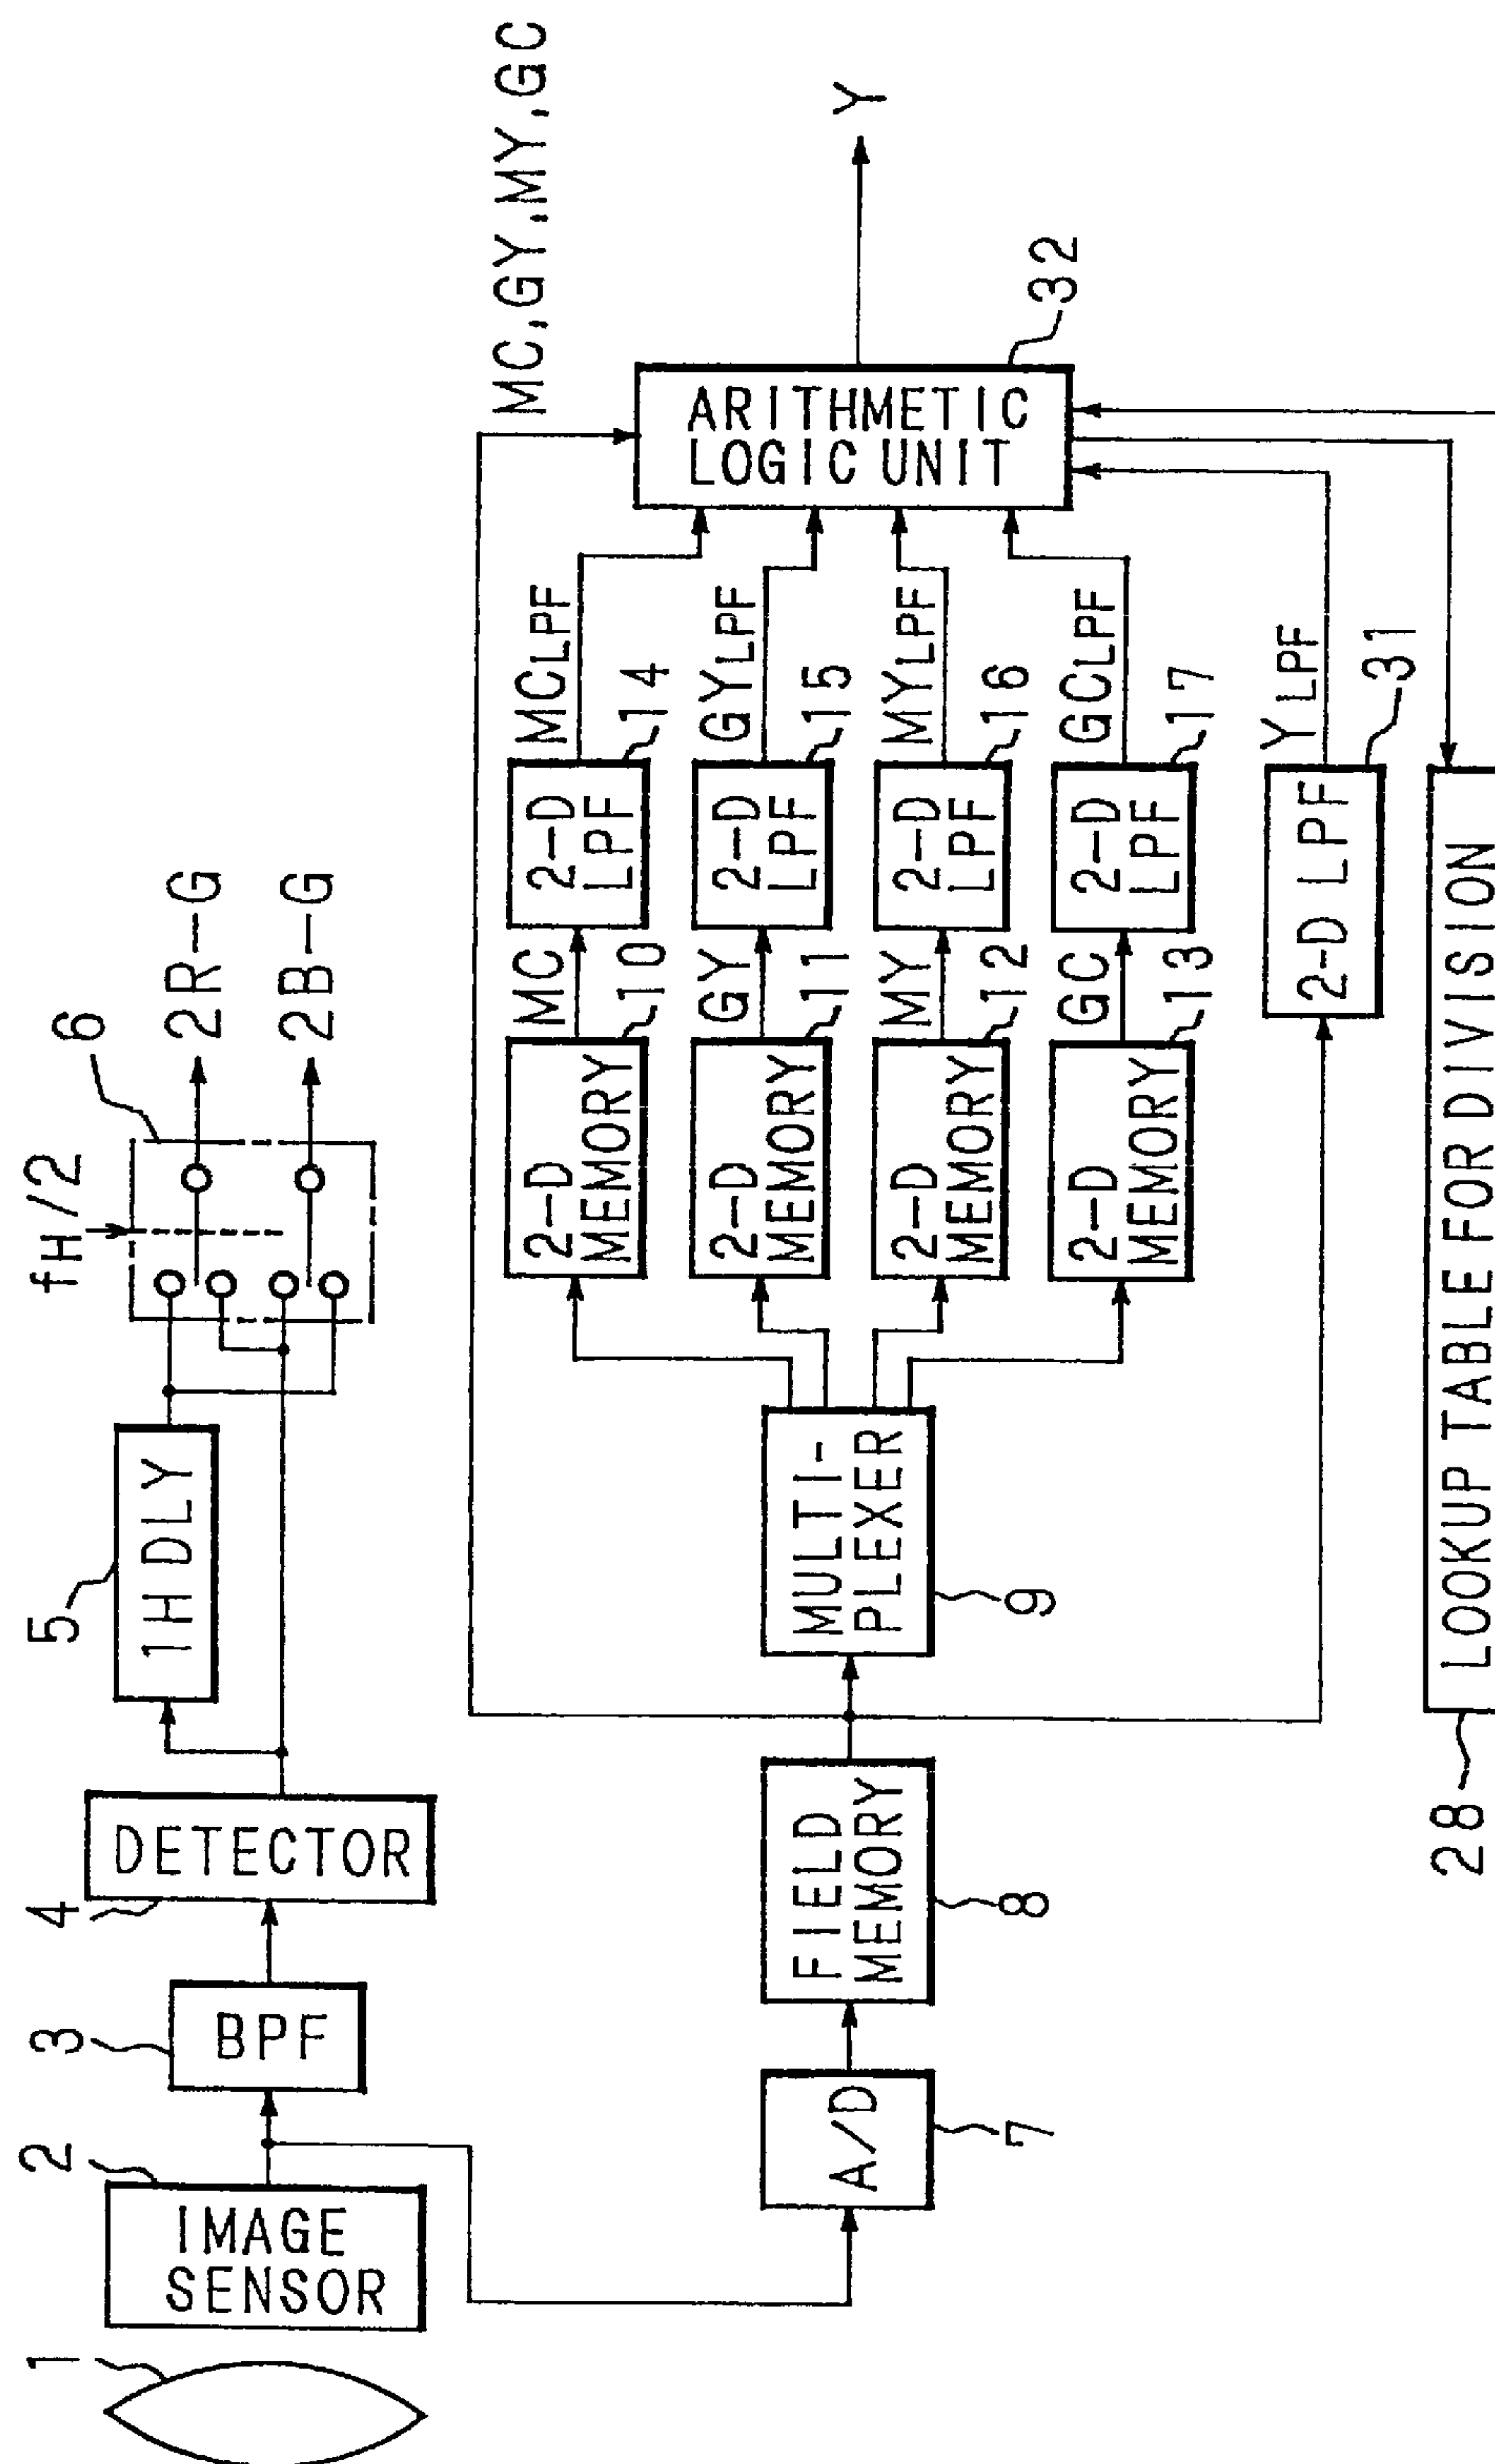 1
2
IMAGE
SENSOR
3
BPF
4
DETECTOR
5
1HDLY
fH/2
6
2R-G
2B-G
7
A/D
8
FIELD
MEMORY
9
MULTI-
PLEXER
2-D
MEMORY
MC
10
2-D
LPF
MCLPF
14
2-D
MEMORY
GY
11
2-D
LPF
GYLPF
15
2-D
MEMORY
MY
12
2-D
LPF
MYLPF
16
2-D
MEMORY
GC
13
2-D
LPF
GCLPF
17
2-D LPF
YLPF
31
MC,GY,MY,GC
ARITHMETIC
LOGIC UNIT
32
Y
28
LOOKUP TABLE FOR DIVISION